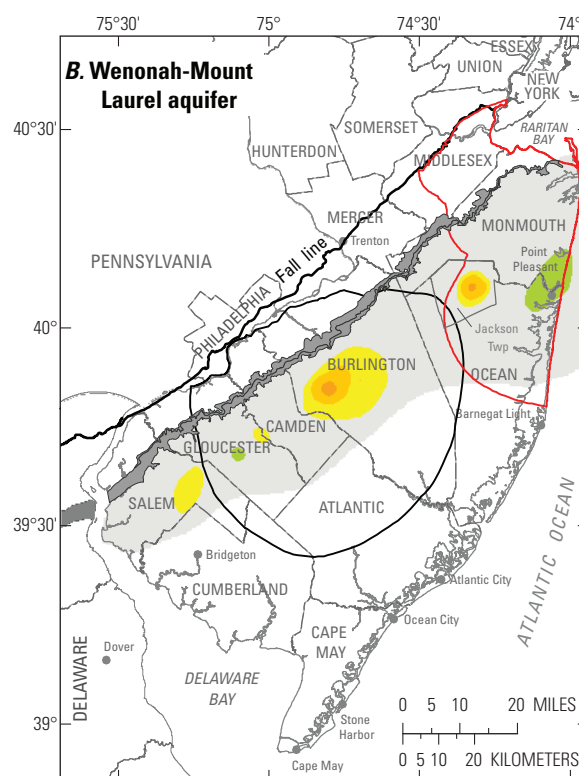 75°30'
75°
74°30'
74°
B. Wenonah-Mount
Laurel aquifer
ESSEX
UNION
NEW
YORK
40°30'
SOMERSET
RARITAN
BAY
HUNTERDON
MIDDLESEX
MERCER
MONMOUTH
Trenton
PENNSYLVANIA
Fall line
Point
Pleasant
PHILADELPHIA
40°
Jackson
Twp
BURLINGTON
OCEAN
Barnegat Light
CAMDEN
GLOUCESTER
SALEM
ATLANTIC
39°30'
Bridgeton
ATLANTIC OCEAN
Atlantic City
CUMBERLAND
Ocean City
CAPE
MAY
Dover
DELAWARE
DELAWARE
BAY
0 5 10 20 MILES
Stone
Harbor
39°
0 5 10 20 KILOMETERS
Cape May